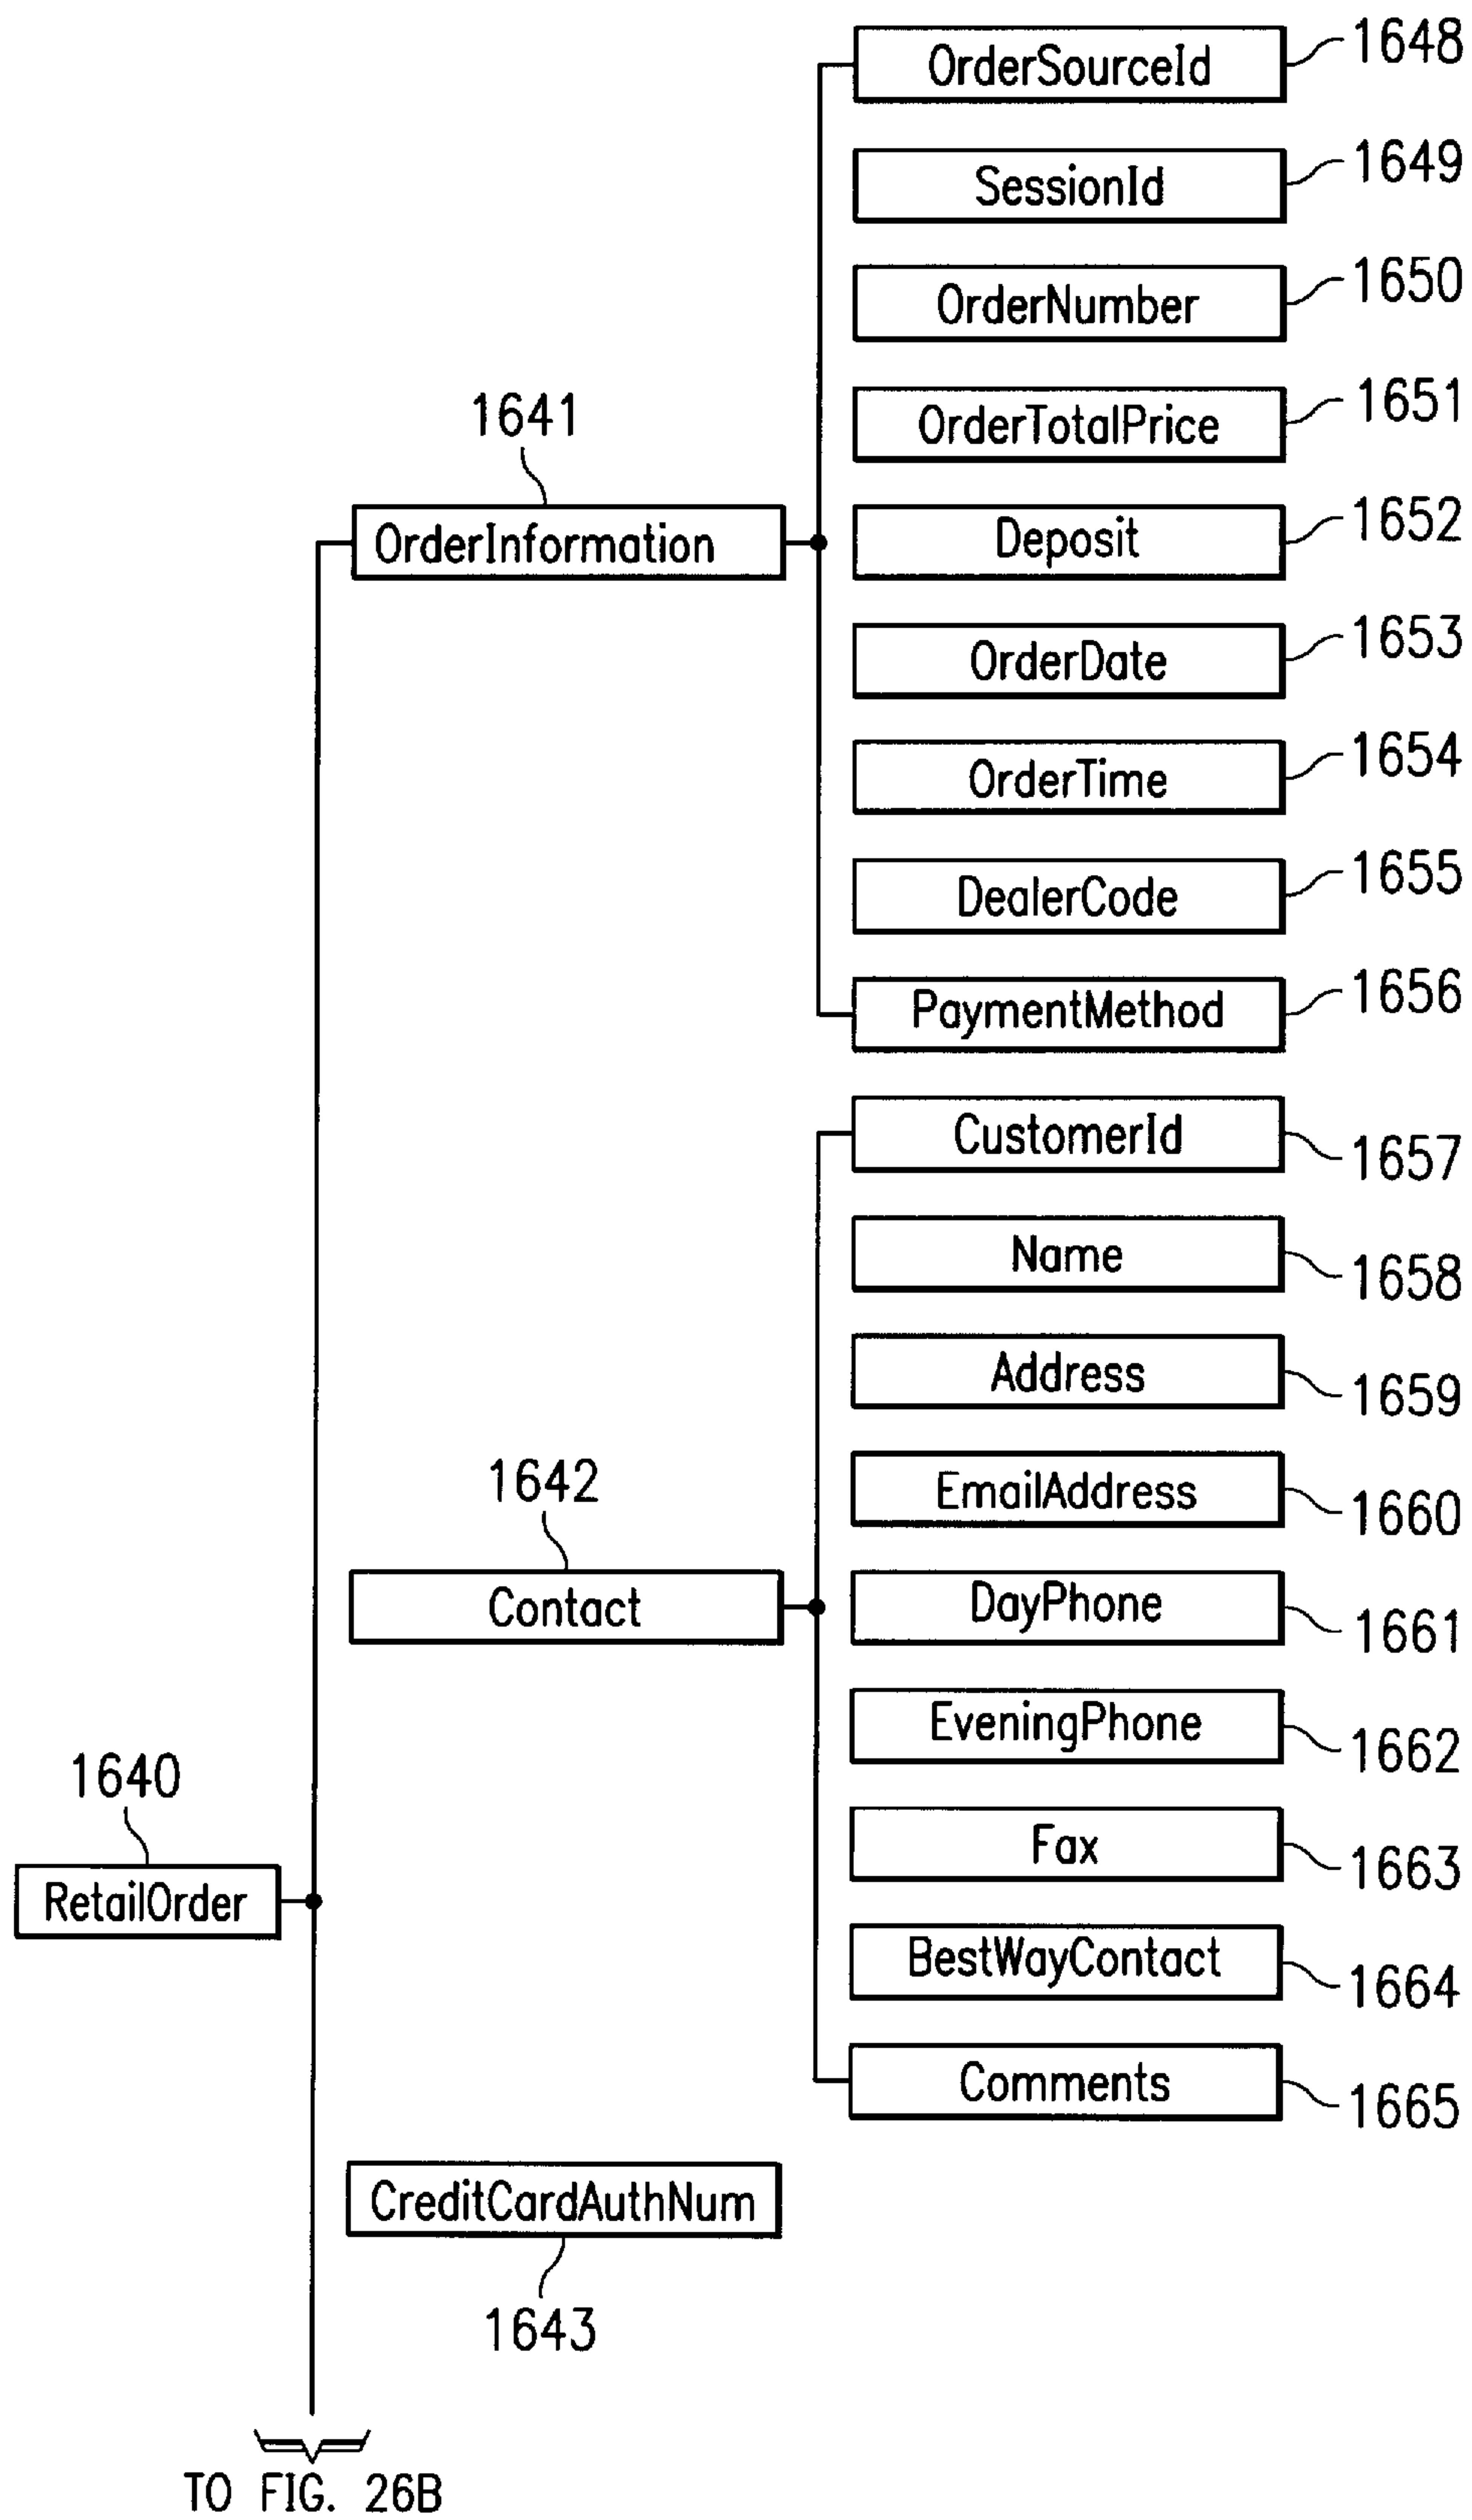 OrderSourceId 1648
SessionId 1649
OrderNumber 1650
OrderTotalPrice 1651
1641
OrderInformation
Deposit 1652
OrderDate 1653
OrderTime 1654
DealerCode 1655
PaymentMethod 1656
CustomerId 1657
Name 1658
Address 1659
1642
EmailAddress 1660
Contact
DayPhone 1661
EveningPhone 1662
1640
Fax 1663
RetailOrder
BestWayContact 1664
Comments 1665
CreditCardAuthNum
1643
TO FIG. 26B